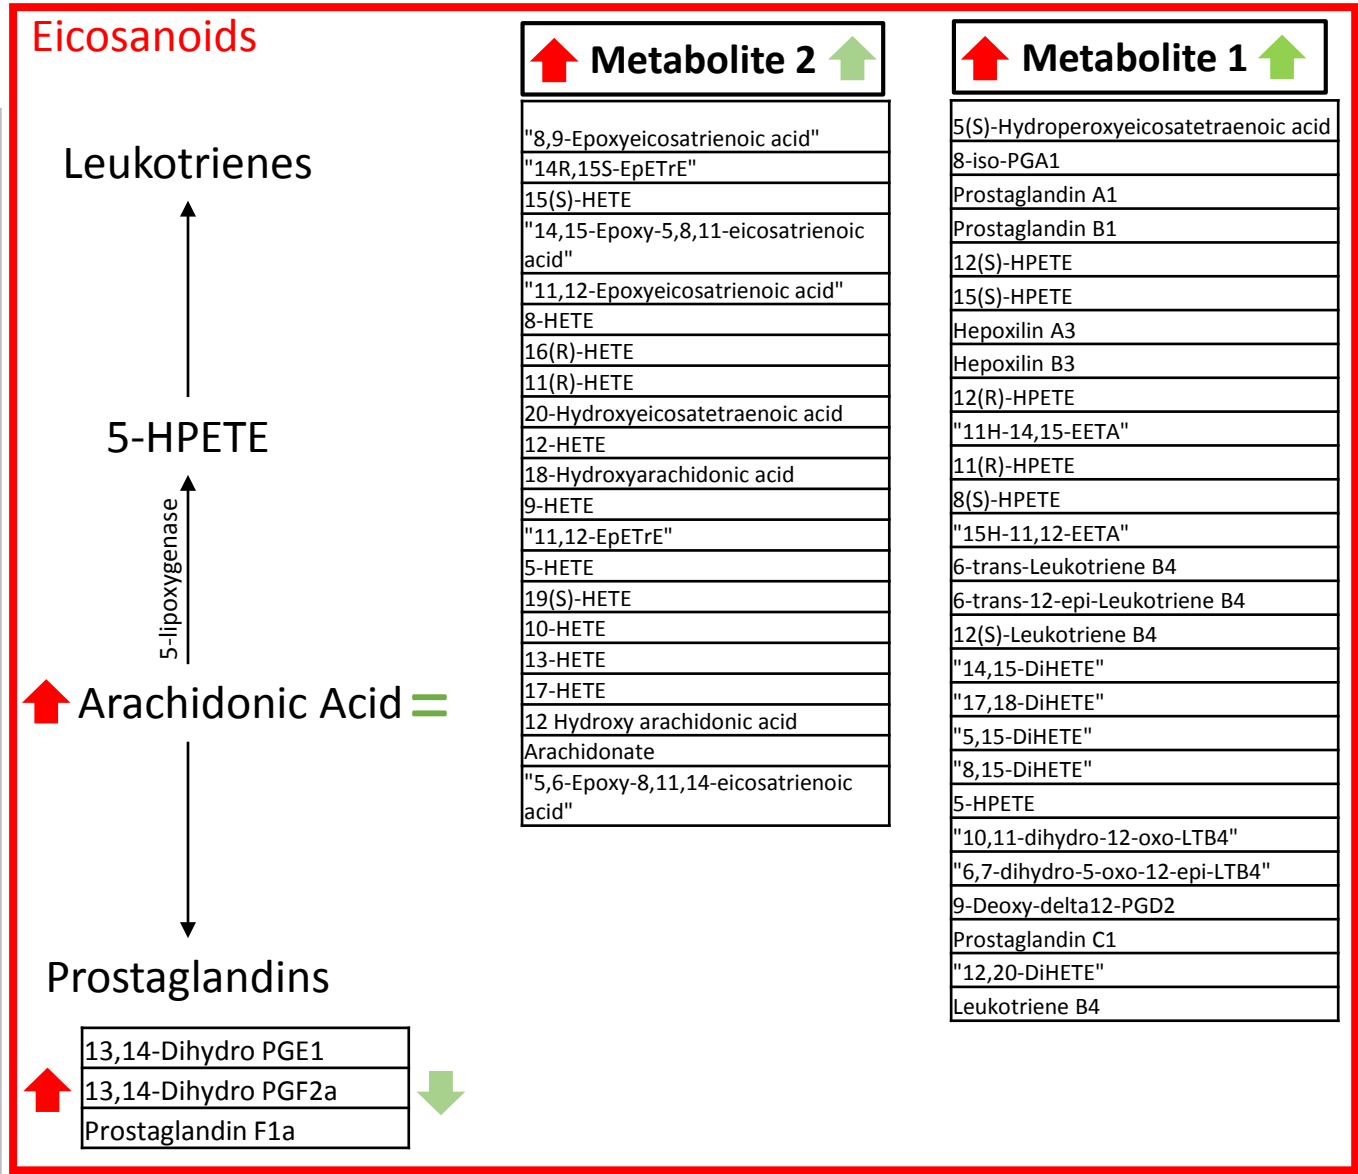 Eicosanoids
Leukotrienes
5-HPETE
5-lipoxygenase
Arachidonic Acid =
Prostaglandins
13,14-Dihydro PGE1
13,14-Dihydro PGF2a
Prostaglandin F1a
Metabolite 2
"8,9-Epoxyeicosatrienoic acid"
"14R,15S-EpETrE"
15(S)-HETE
"14,15-Epoxy-5,8,11-eicosatrienoic
acid"
"11,12-Epoxyeicosatrienoic acid"
8-HETE
16(R)-HETE
11(R)-HETE
20-Hydroxyeicosatetraenoic acid
12-HETE
18-Hydroxyarachidonic acid
9-HETE
"11,12-EpETrE"
5-HETE
19(S)-HETE
10-HETE
13-HETE
17-HETE
12 Hydroxy arachidonic acid
Arachidonate
"5,6-Epoxy-8,11,14-eicosatrienoic
acid"
Metabolite 1
5(S)-Hydroperoxyeicosatetraenoic acid
8-iso-PGA1
Prostaglandin A1
Prostaglandin B1
12(S)-HPETE
15(S)-HPETE
Hepoxilin A3
Hepoxilin B3
12(R)-HPETE
"11H-14,15-EETA"
11(R)-HPETE
8(S)-HPETE
"15H-11,12-EETA"
6-trans-Leukotriene B4
6-trans-12-epi-Leukotriene B4
12(S)-Leukotriene B4
"14,15-DiHETE"
"17,18-DiHETE"
"5,15-DiHETE"
"8,15-DiHETE"
5-HPETE
"10,11-dihydro-12-oxo-LTB4"
"6,7-dihydro-5-oxo-12-epi-LTB4"
9-Deoxy-delta12-PGD2
Prostaglandin C1
"12,20-DiHETE"
Leukotriene B4